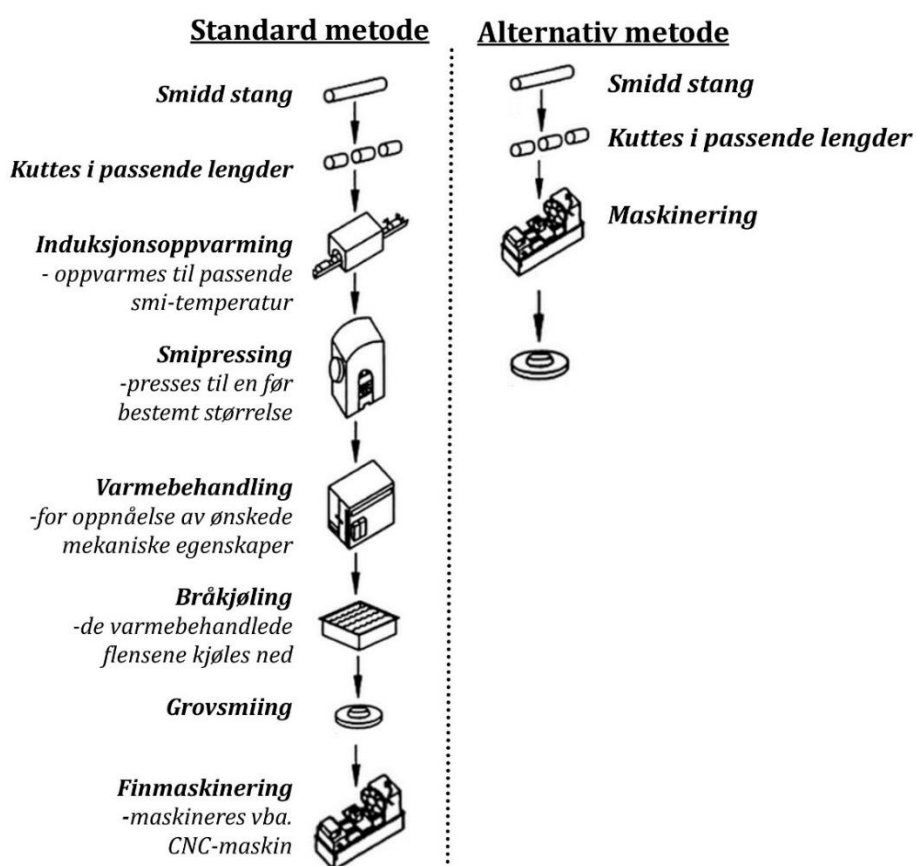 Standard metode
Smidd stang
Kuttes i passende lengder
Induksjonsoppvarming
- oppvarmes til passende
smi-temperatur
Smipressing
-presses til en før
bestemt størrelse
Varmebehandling
-for oppnåelse av ønskede
mekaniske egenskaper
Bråkjøling
-de varmebehandlede
flensene kjøles ned
Grovsmiing
Finmaskinering
-maskineres vba.
CNC-maskin
Alternativ metode
Smidd stang
Kuttes i passende lengder
Maskinering